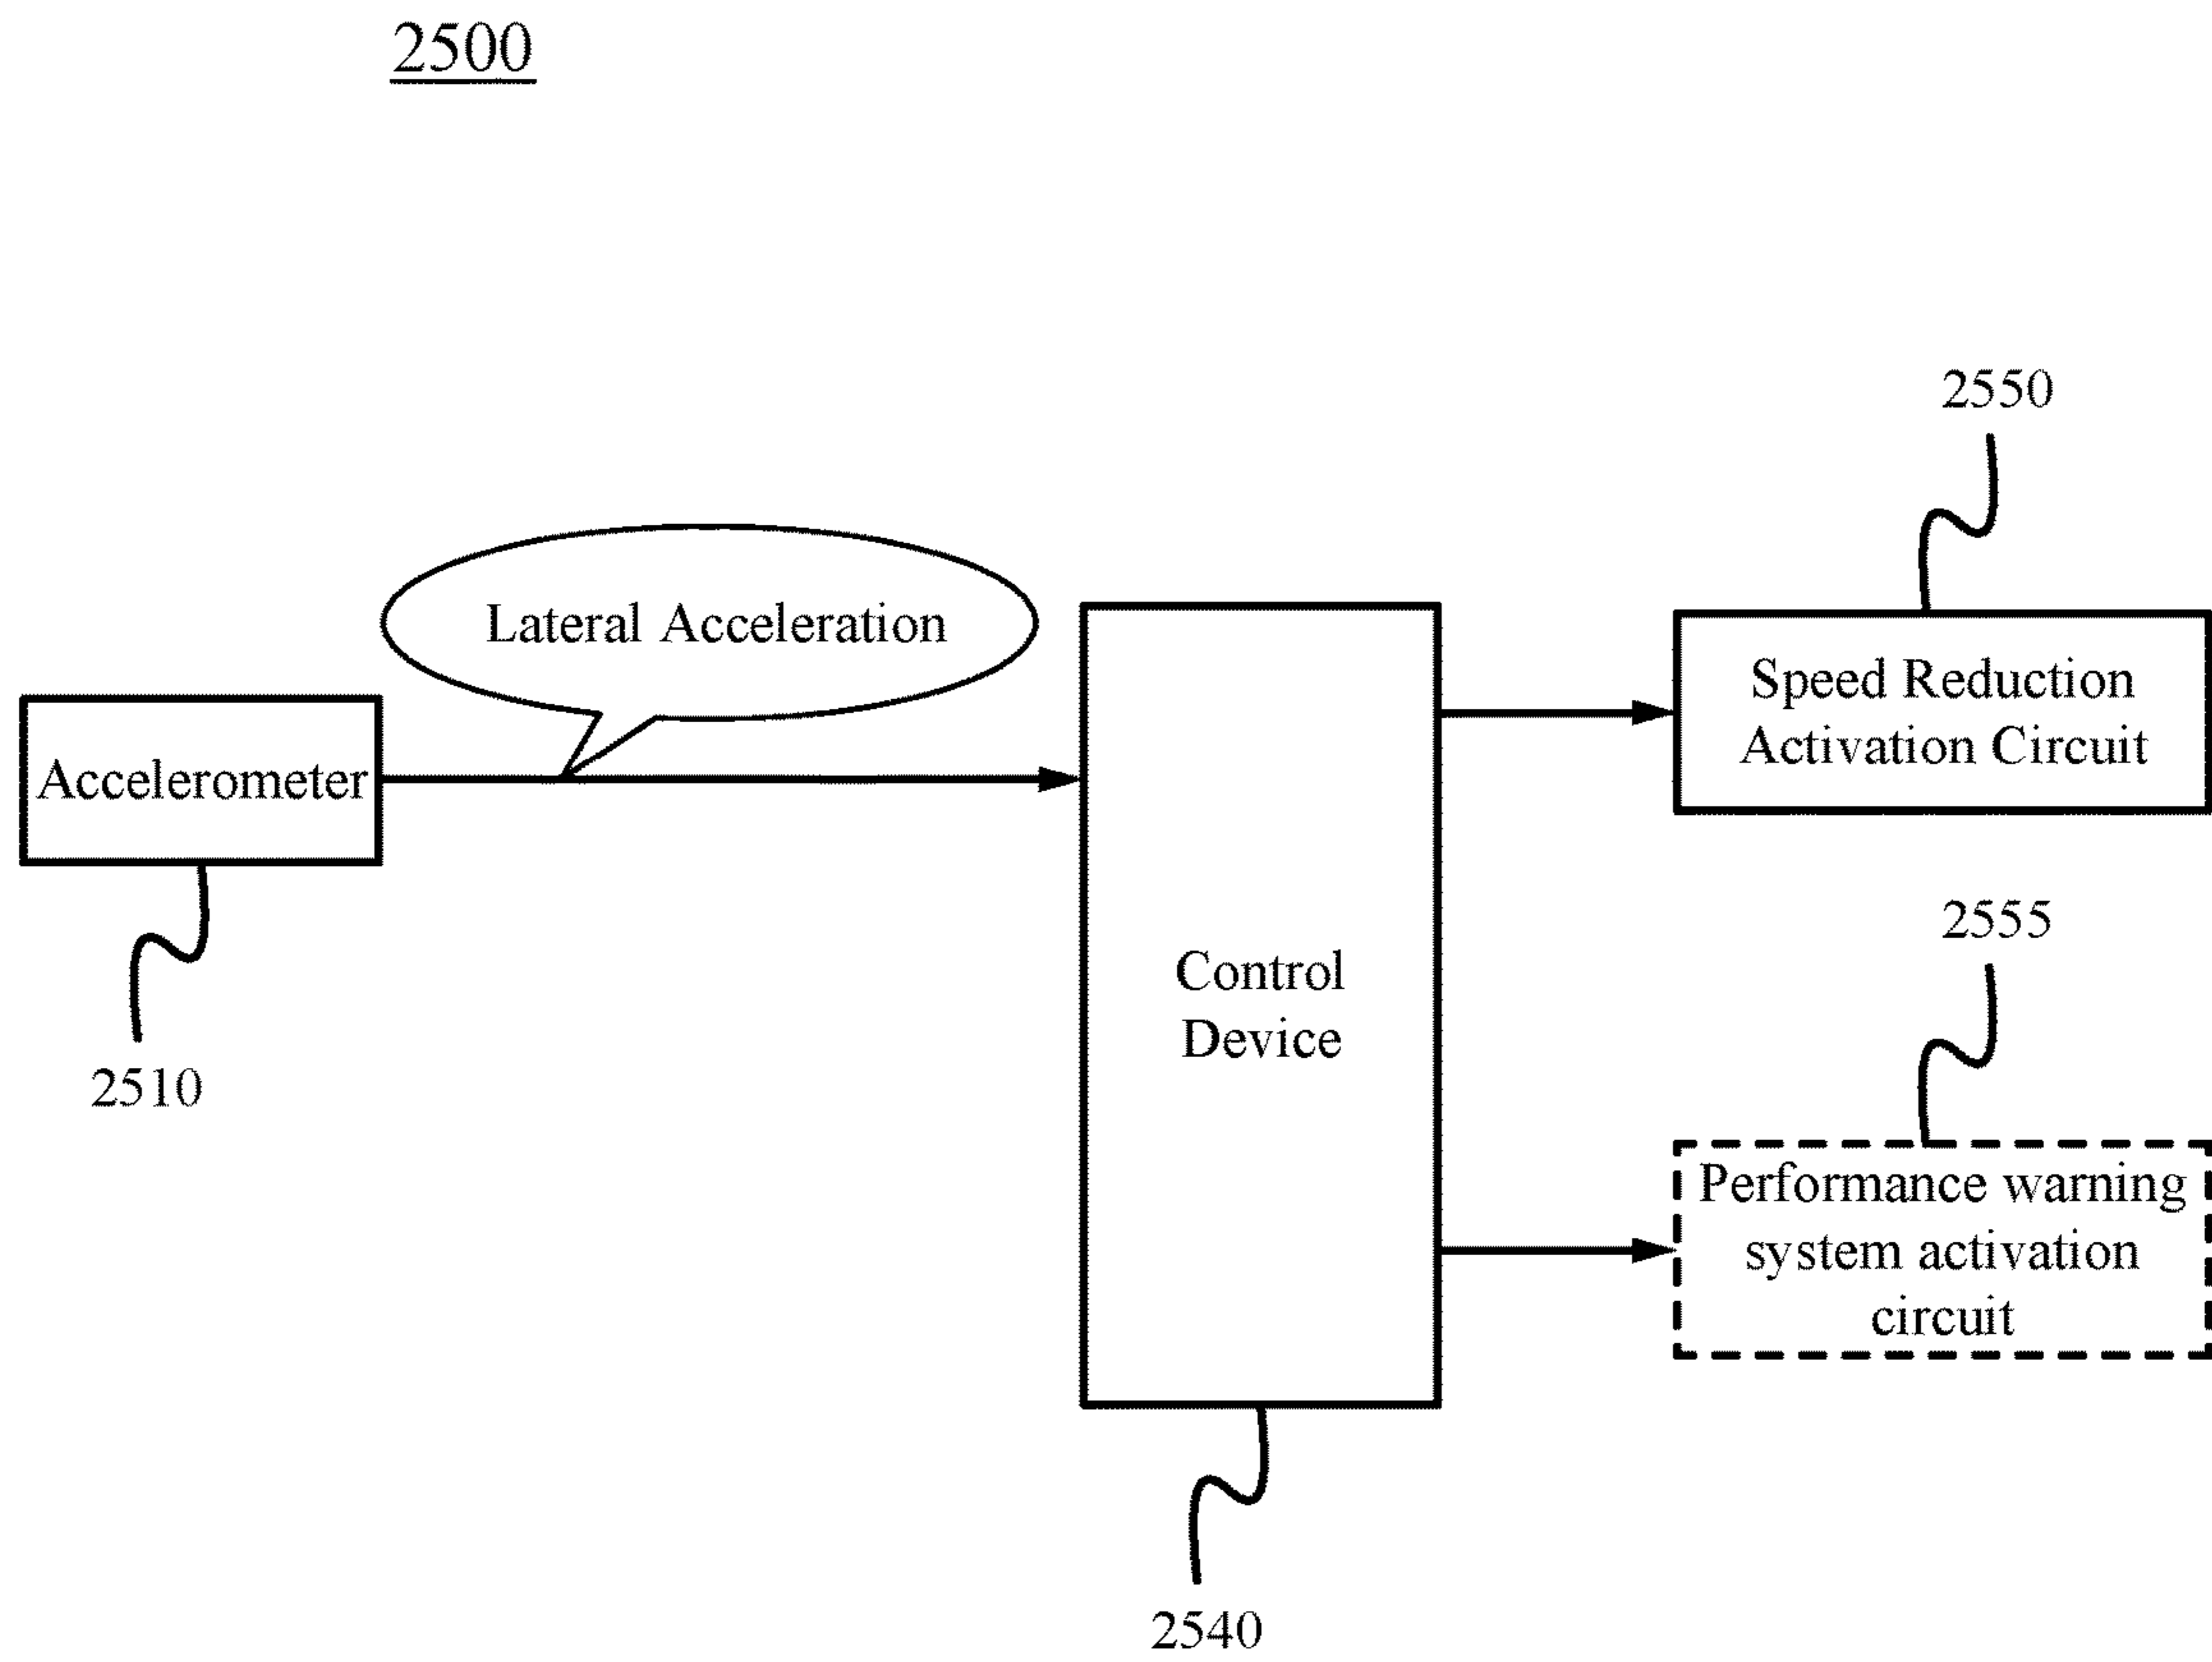 2500
2550
Lateral Acceleration
Speed Reduction
Activation Circuit
Accelerometer
2555
Control
Device
2510
Performance warning
system activation
circuit
2540